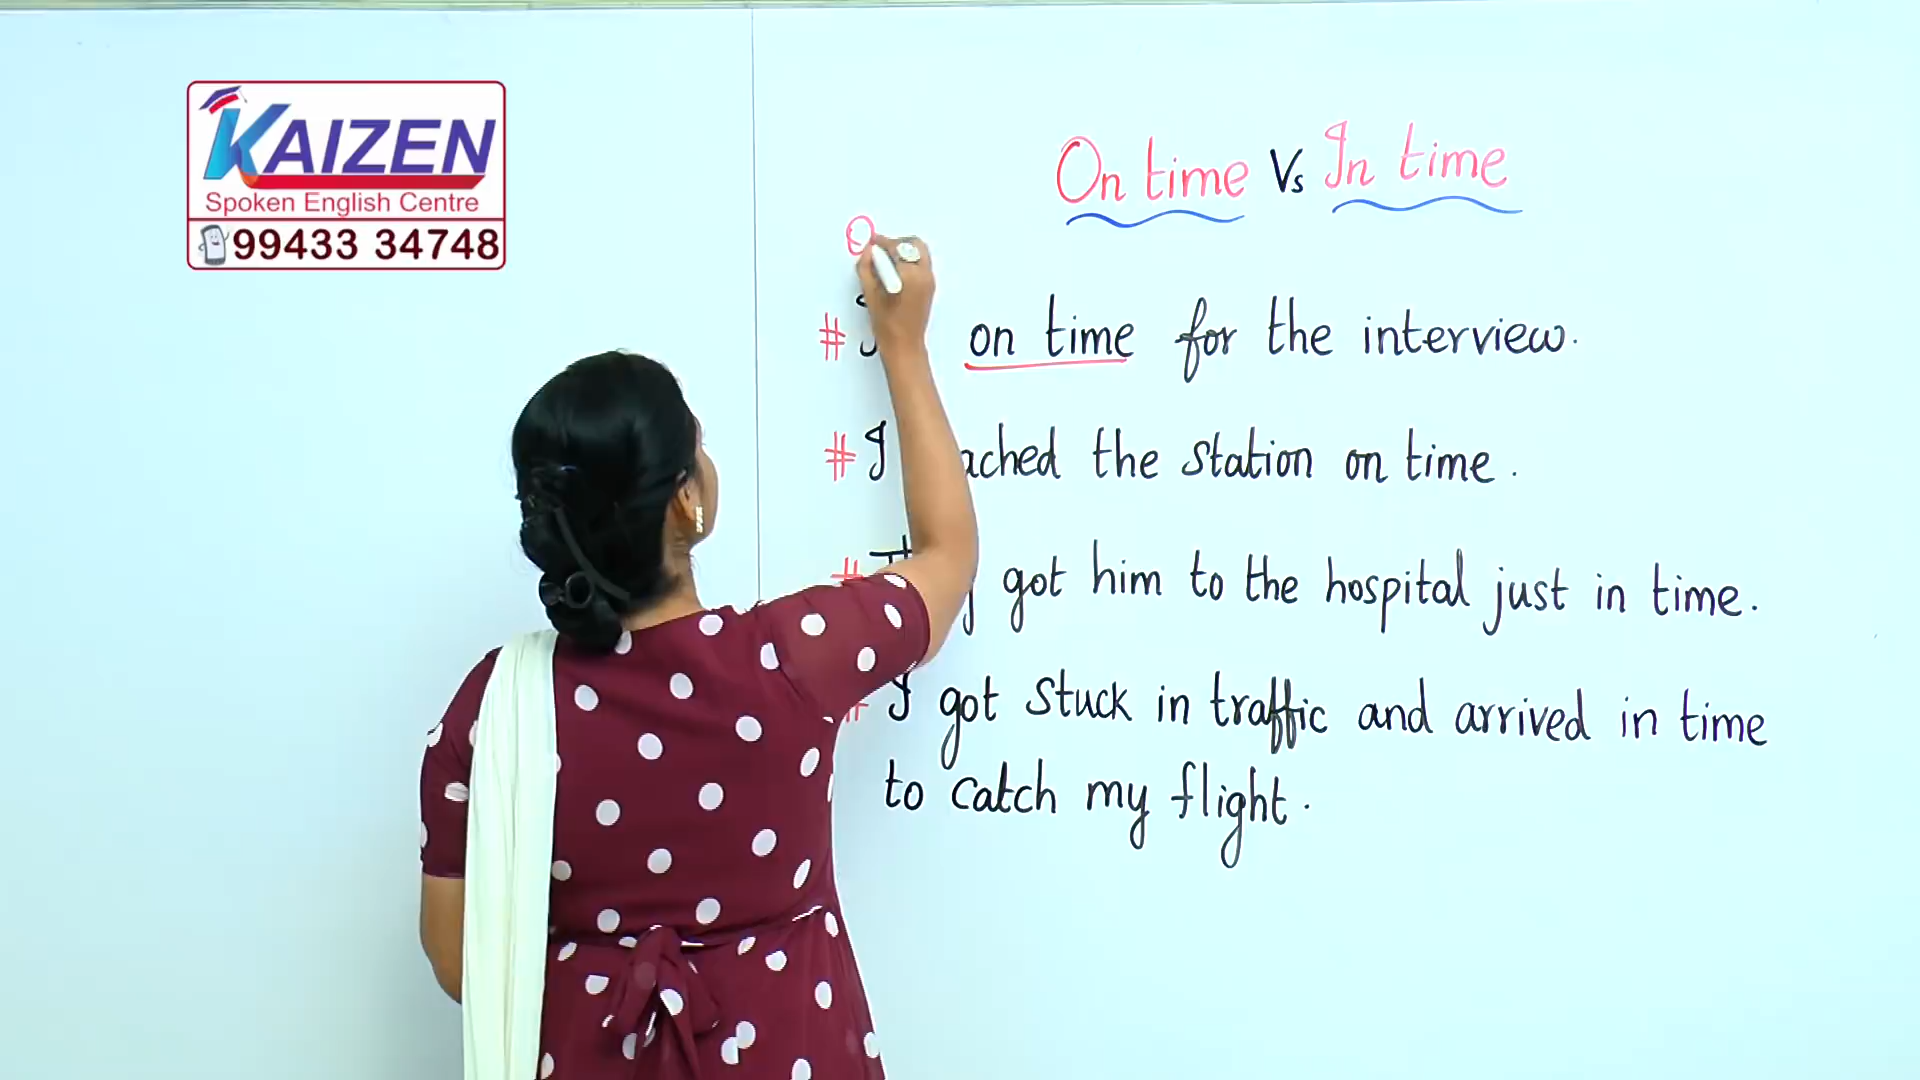 KAIZEN
Spoken English Centre
99433 34748
On time Vs In time
O
# on time for the interview.
# I the station on time.
# got him to the hospital just in time.
# I got stuck in traffic and arrived in time
to catch my flight.